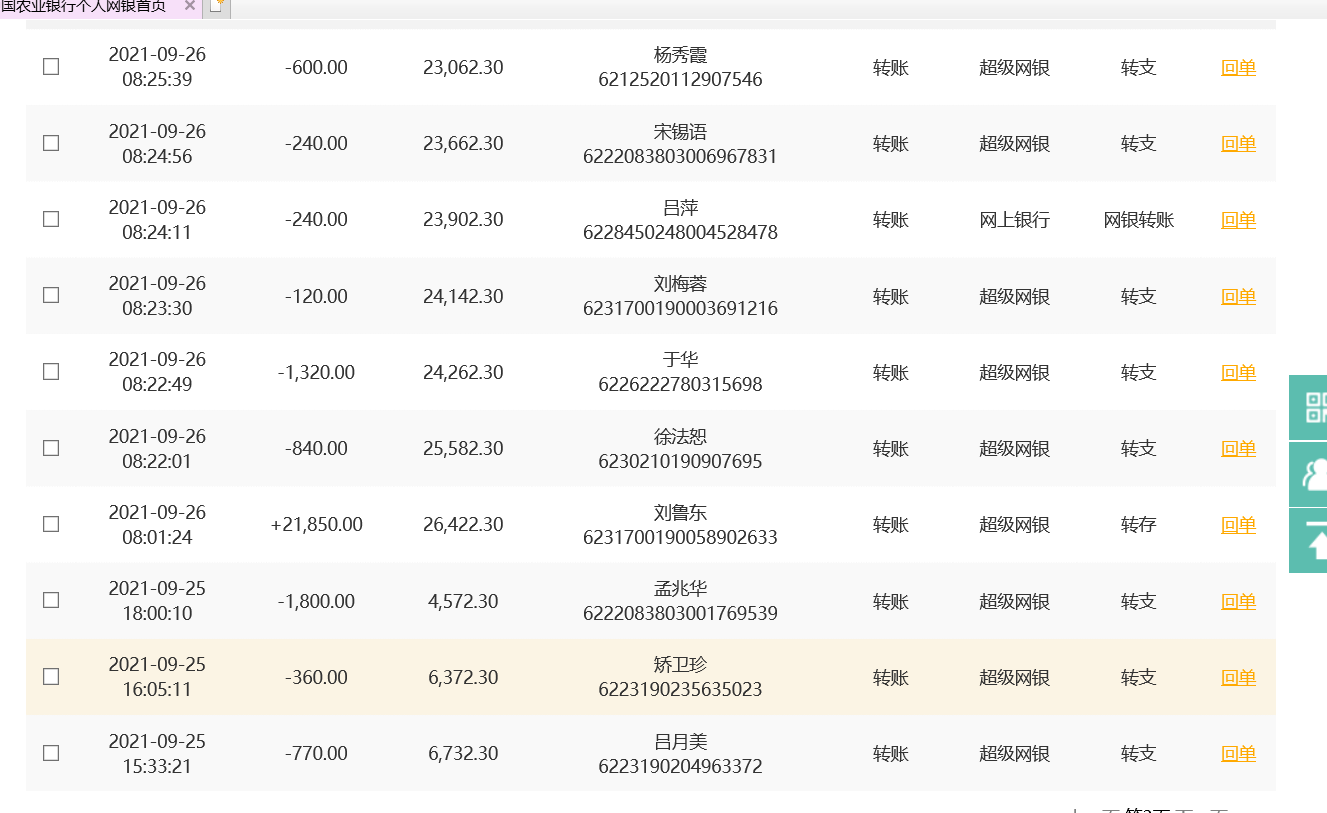 国农业银行个人网银首页
2021-09-26
08:25:39
-600.00
23,062.30
杨秀霞
6212520112907546
转账
超级网银
转支
回单
2021-09-26
08:24:56
-240.00
23,662.30
宋锡语
6222083803006967831
转账
超级网银
转支
回单
2021-09-26
08:24:11
-240.00
23,902.30
吕萍
6228450248004528478
转账
网上银行
网银转账
回单
2021-09-26
08:23:30
-120.00
24,142.30
刘梅蓉
6231700190003691216
转账
超级网银
转支
回单
2021-09-26
08:22:49
-1,320.00
24,262.30
于华
6226222780315698
转账
超级网银
转支
回单
2021-09-26
08:22:01
-840.00
25,582.30
徐法恕
6230210190907695
转账
超级网银
转支
回单
2021-09-26
08:01:24
+21,850.00
26,422.30
刘鲁东
6231700190058902633
转账
超级网银
转存
回单
2021-09-25
18:00:10
-1,800.00
4,572.30
孟兆华
6222083803001769539
转账
超级网银
转支
回单
2021-09-25
16:05:11
-360.00
6,372.30
矫卫珍
6223190235635023
转账
超级网银
转支
回单
2021-09-25
15:33:21
-770.00
6,732.30
吕月美
6223190204963372
转账
超级网银
转支
回单